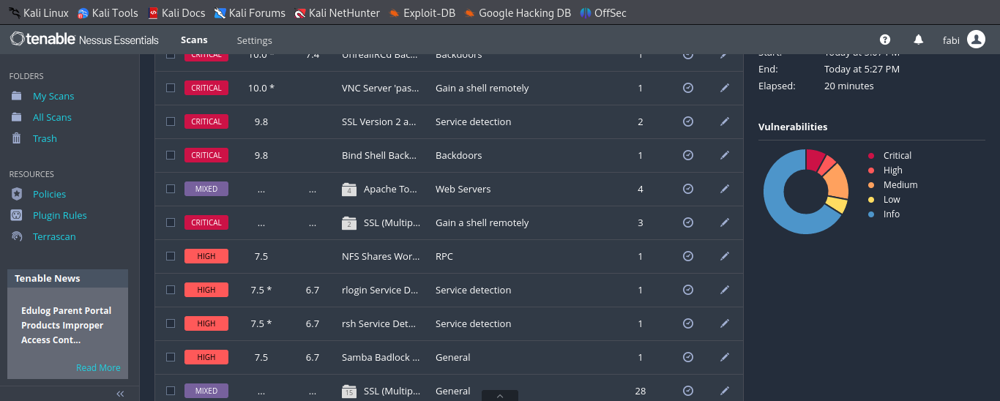 Kali Linux Kali Tools Kali Docs Kali Forums Kali NetHunter Exploit-DB Google Hacking DB OffSec
tenable Nessus Essentials Scans Settings fabi
FOLDERS
My Scans
All Scans
Trash
RESOURCES
Policies
Plugin Rules
Terrascan
Tenable News
Edulog Parent Portal
Products Improper
Access Cont...
Read More
CRITICAL 10.0 * 7.4 UnrealIRCd Bac... Backdoors 1
CRITICAL 10.0 * VNC Server 'pas... Gain a shell remotely 1
CRITICAL 9.8 SSL Version 2 a... Service detection 2
CRITICAL 9.8 Bind Shell Back... Backdoors 1
MIXED ... ... 4 Apache To... Web Servers 4
CRITICAL ... ... 2 SSL (Multip... Gain a shell remotely 3
HIGH 7.5 NFS Shares Wor... RPC 1
HIGH 7.5 * 6.7 rlogin Service D... Service detection 1
HIGH 7.5 * 6.7 rsh Service Det... Service detection 1
HIGH 7.5 6.7 Samba Badlock ... General 1
MIXED ... ... 15 SSL (Multip... General 28
Start: Today at 5:07 PM
End: Today at 5:27 PM
Elapsed: 20 minutes
Vulnerabilities
Critical
High
Medium
Low
Info